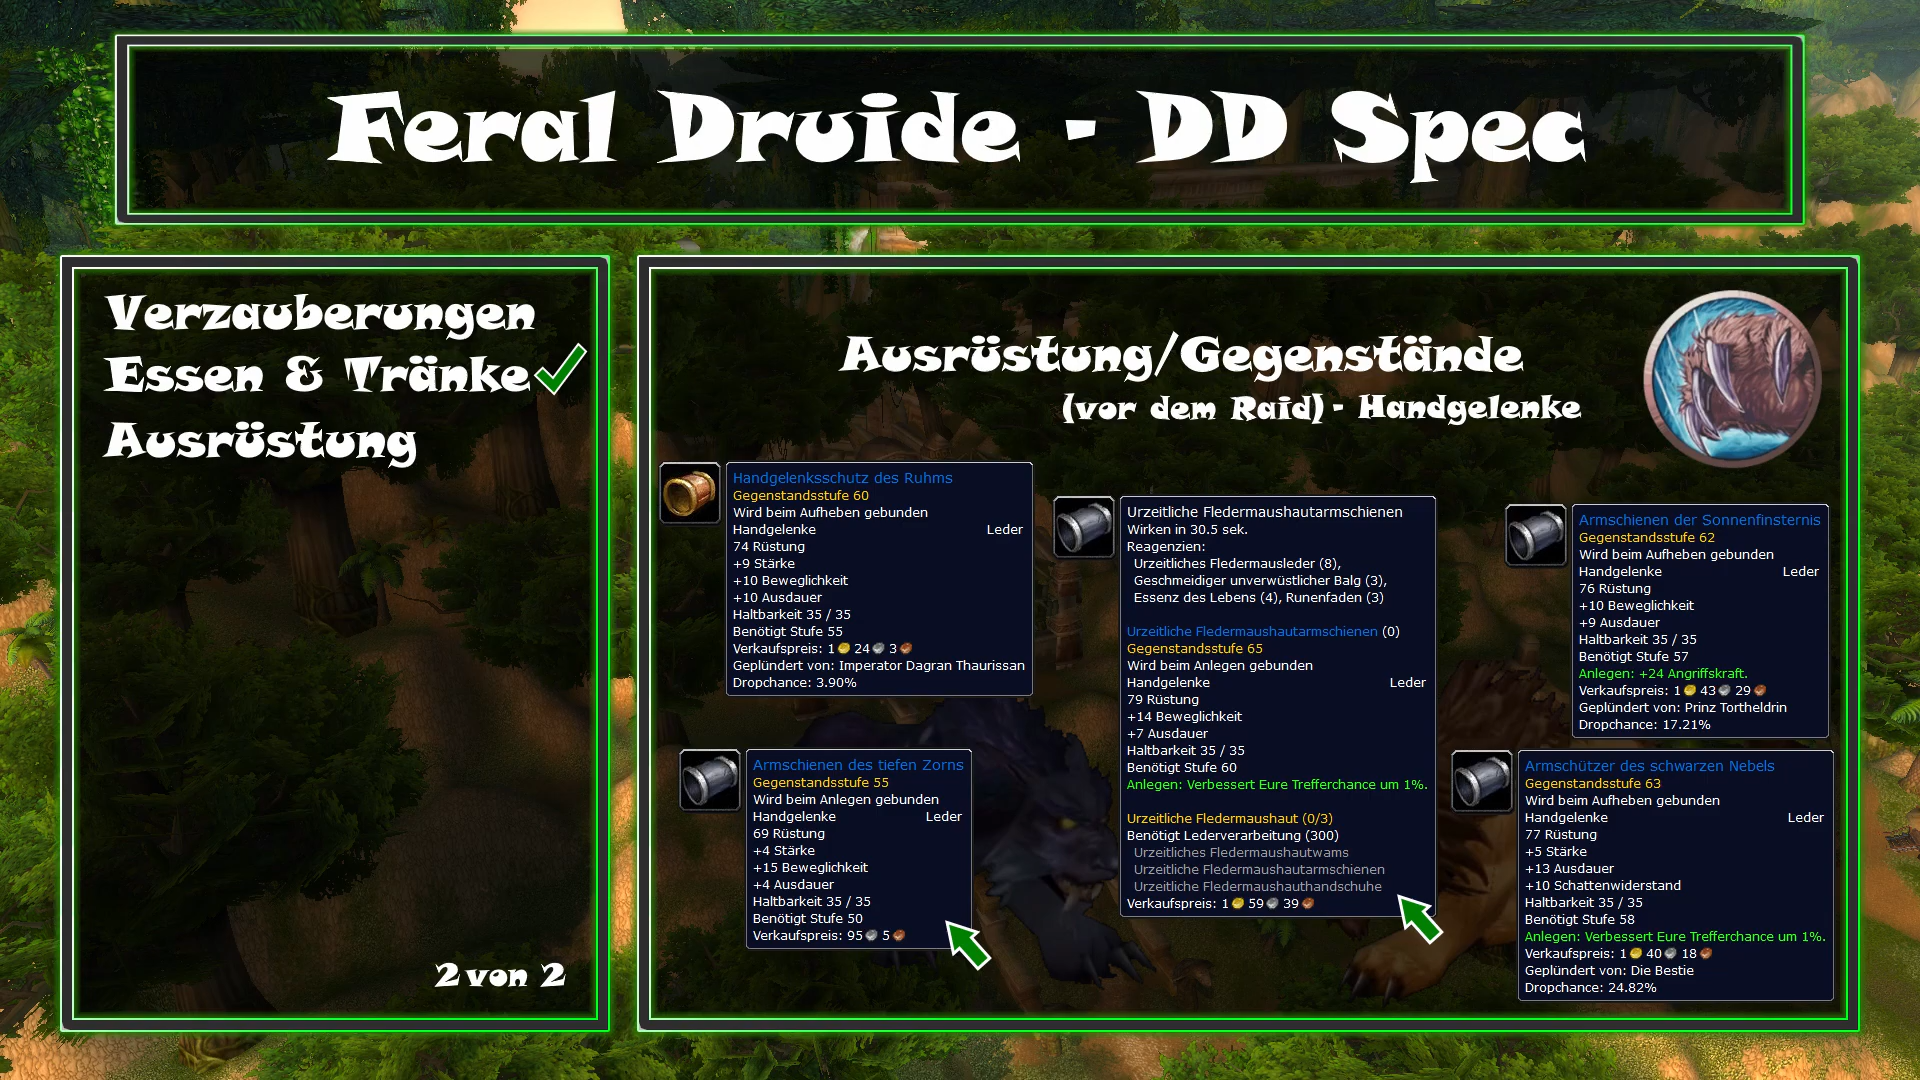 Feral Druide - DD Spec
Verzauberungen
Essen & Tränke
Ausrüstung
2 von 2
Ausrüstung/Gegenstände
(vor dem Raid) - Handgelenke
Handgelenksschutz des Ruhms
Gegenstandsstufe 60
Wird beim Aufheben gebunden
Handgelenke Leder
74 Rüstung
+9 Stärke
+10 Beweglichkeit
+10 Ausdauer
Haltbarkeit 35 / 35
Benötigt Stufe 55
Verkaufspreis: 1 24 3
Geplündert von: Imperator Dagran Thaurissan
Dropchance: 3.90%
Armschienen des tiefen Zorns
Gegenstandsstufe 55
Wird beim Anlegen gebunden
Handgelenke Leder
69 Rüstung
+4 Stärke
+15 Beweglichkeit
+4 Ausdauer
Haltbarkeit 35 / 35
Benötigt Stufe 50
Verkaufspreis: 95 5
Urzeitliche Fledermaushautarmschienen
Wirken in 30.5 sek.
Reagenzien:
Urzeitliches Fledermausleder (8),
Geschmeidiger unverwüstlicher Balg (3),
Essenz des Lebens (4), Runenfaden (3)
Urzeitliche Fledermaushautarmschienen (0)
Gegenstandsstufe 65
Wird beim Anlegen gebunden
Handgelenke Leder
79 Rüstung
+14 Beweglichkeit
+7 Ausdauer
Haltbarkeit 35 / 35
Benötigt Stufe 60
Anlegen: Verbessert Eure Trefferchance um 1%.
Urzeitliche Fledermaushaut (0/3)
Benötigt Lederverarbeitung (300)
Urzeitliches Fledermaushautwams
Urzeitliche Fledermaushautarmschienen
Urzeitliche Fledermaushauthandschuhe
Verkaufspreis: 1 59 39
Armschienen der Sonnenfinsternis
Gegenstandsstufe 62
Wird beim Aufheben gebunden
Handgelenke Leder
76 Rüstung
+10 Beweglichkeit
+9 Ausdauer
Haltbarkeit 35 / 35
Benötigt Stufe 57
Anlegen: +24 Angriffskraft.
Verkaufspreis: 1 43 29
Geplündert von: Prinz Tortheldrin
Dropchance: 17.21%
Armschützer des schwarzen Nebels
Gegenstandsstufe 63
Wird beim Aufheben gebunden
Handgelenke Leder
77 Rüstung
+5 Stärke
+13 Ausdauer
+10 Schattenwiderstand
Haltbarkeit 35 / 35
Benötigt Stufe 58
Anlegen: Verbessert Eure Trefferchance um 1%.
Verkaufspreis: 1 40 18
Geplündert von: Die Bestie
Dropchance: 24.82%